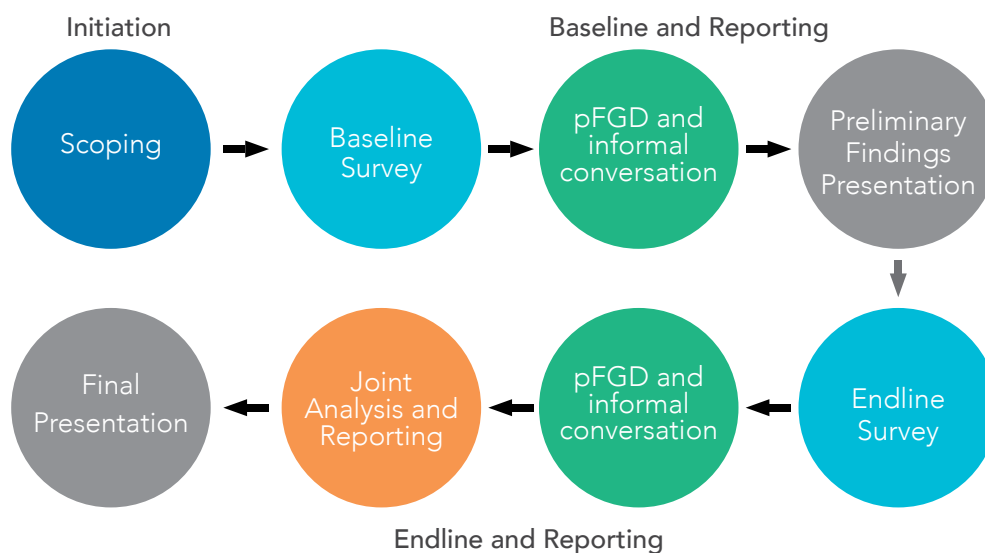 Initiation
Baseline and Reporting
Scoping
Baseline
Survey
pFGD and
informal
conversation
Preliminary
Findings
Presentation
Final
Presentation
Joint
Analysis and
Reporting
pFGD and
informal
conversation
Endline
Survey
Endline and Reporting